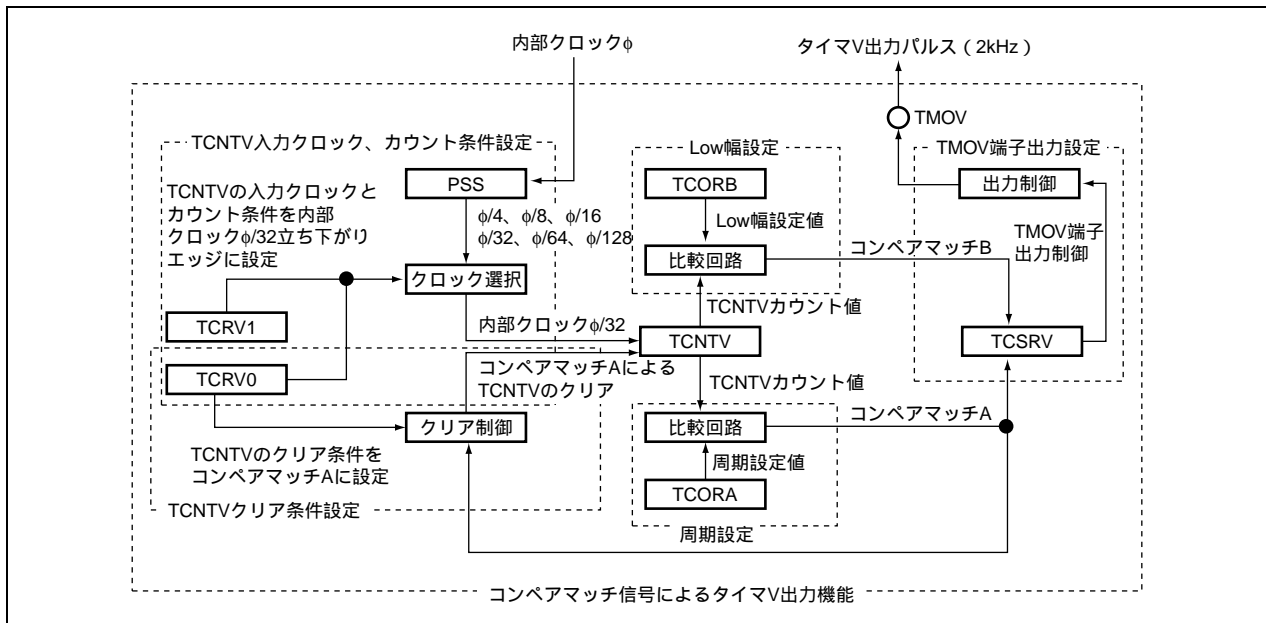 内部クロックφ
タイマV出力パルス（2kHz）
TMOV
TCNTV入力クロック、カウント条件設定
Low幅設定
TMOV端子出力設定
PSS
TCORB
出力制御
TCNTVの入力クロックと
カウント条件を内部
クロックφ/32立ち下がり
エッジに設定
φ/4、φ/8、φ/16
φ/32、φ/64、φ/128
Low幅設定値
TMOV端子
出力制御
クロック選択
比較回路
コンペアマッチB
TCNTVカウント値
TCRV1
内部クロックφ/32
TCNTV
TCSRV
TCRV0
コンペアマッチAによる
TCNTVのクリア
TCNTVカウント値
クリア制御
比較回路
コンペアマッチA
TCNTVのクリア条件を
コンペアマッチAに設定
周期設定値
TCORA
TCNTVクリア条件設定
周期設定
コンペアマッチ信号によるタイマV出力機能